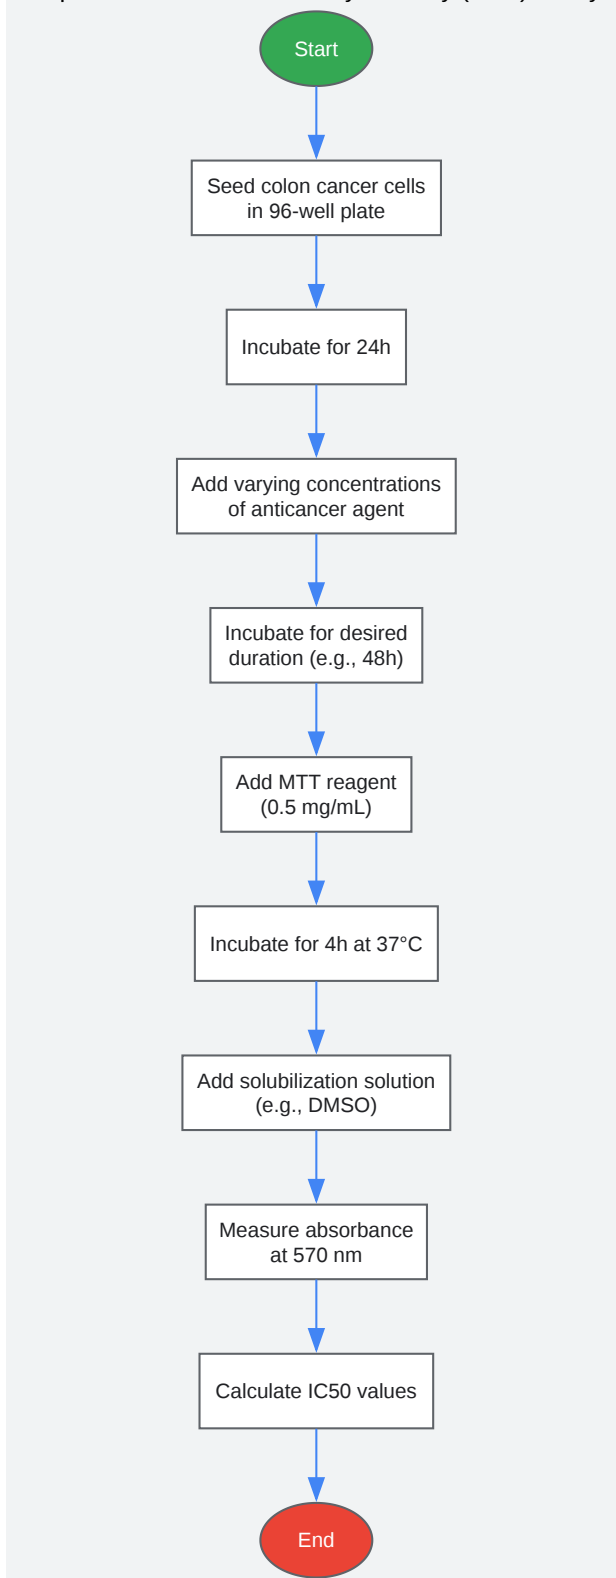 Start
Seed colon cancer cells
in 96-well plate
Incubate for 24h
Add varying concentrations
of anticancer agent
Incubate for desired
duration (e.g., 48h)
Add MTT reagent
(0.5 mg/mL)
Incubate for 4h at 37°C
Add solubilization solution
(e.g., DMSO)
Measure absorbance
at 570 nm
Calculate IC50 values
End